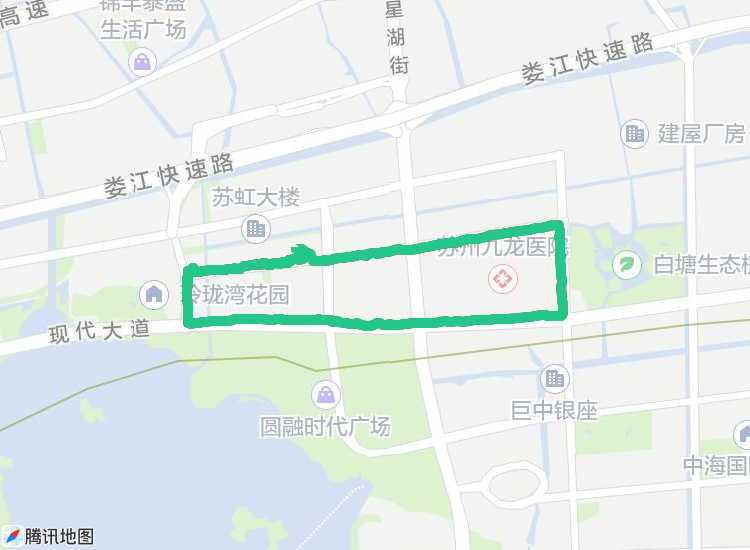 高速
锦丰泰盈
生活广场
星湖街
娄江快速路
建屋厂房
娄江快速路
苏虹大楼
苏州九龙医院
白塘生态植
玲珑湾花园
现代大道
巨中银座
圆融时代广场
中海国际
腾讯地图